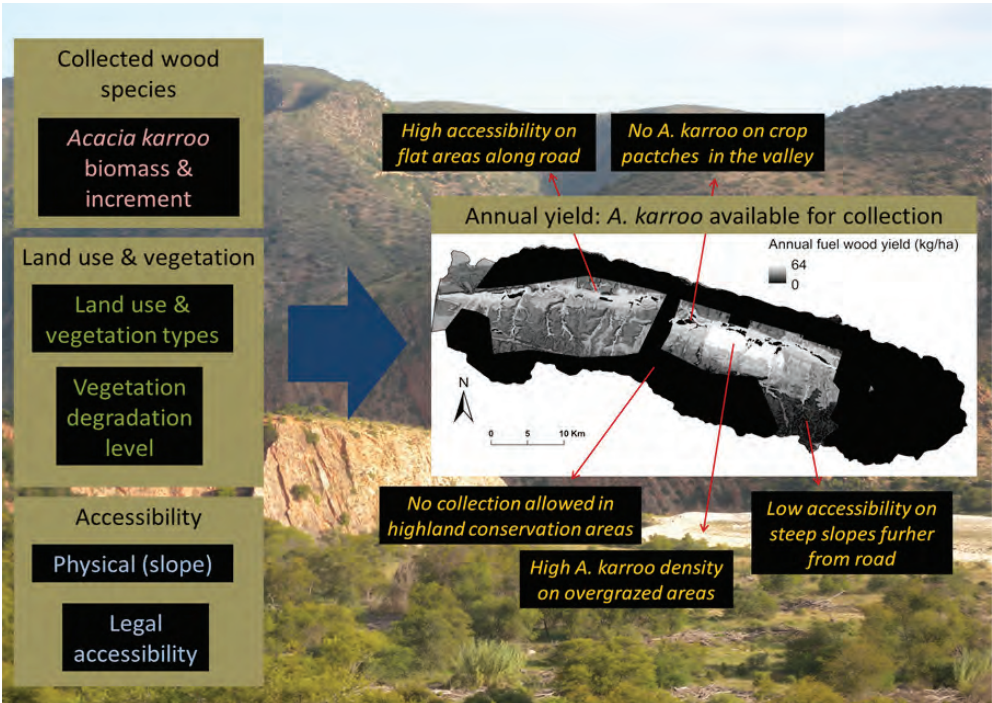 Collected wood
species
Acacia karroo
biomass &
increment
Land use & vegetation
Land use &
vegetation types
Vegetation
degradation
level
Accessibility
Physical (slope)
Legal
accessibility
High accessibility on
flat areas along road
No A. karroo on crop
pactches in the valley
Annual yield: A. karroo available for collection
Annual fuel wood yield (kg/ha)
64
0
N
0 5 10 Km
No collection allowed in
highland conservation areas
High A. karroo density
on overgrazed areas
Low accessibility on
steep slopes furher
from road